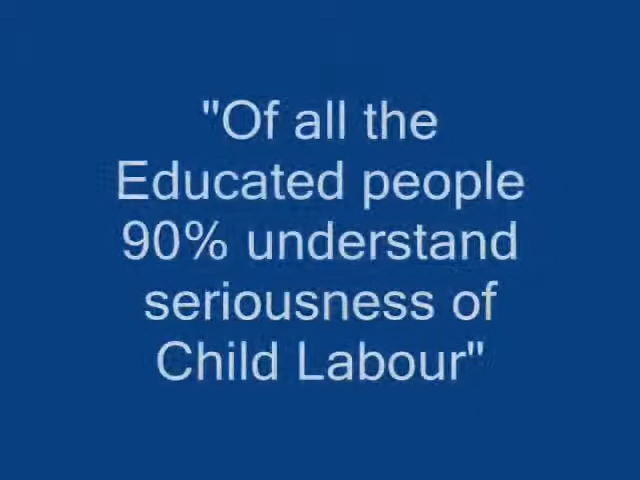 "Of all the
Educated people
90% understand
seriousness of
Child Labour"